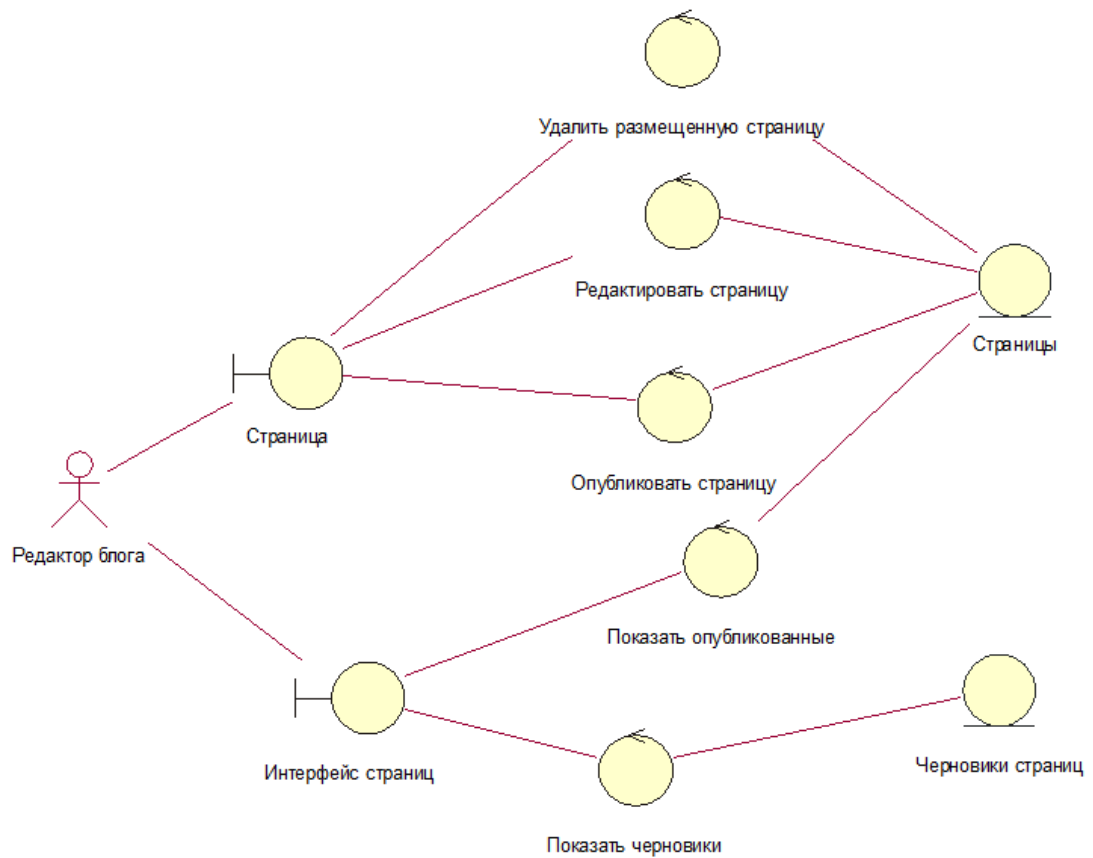 Удалить размещенную страницу
Редактировать страницу
Страницы
Страница
Опубликовать страницу
Редактор блога
Показать опубликованные
Интерфейс страниц
Черновики страниц
Показать черновики